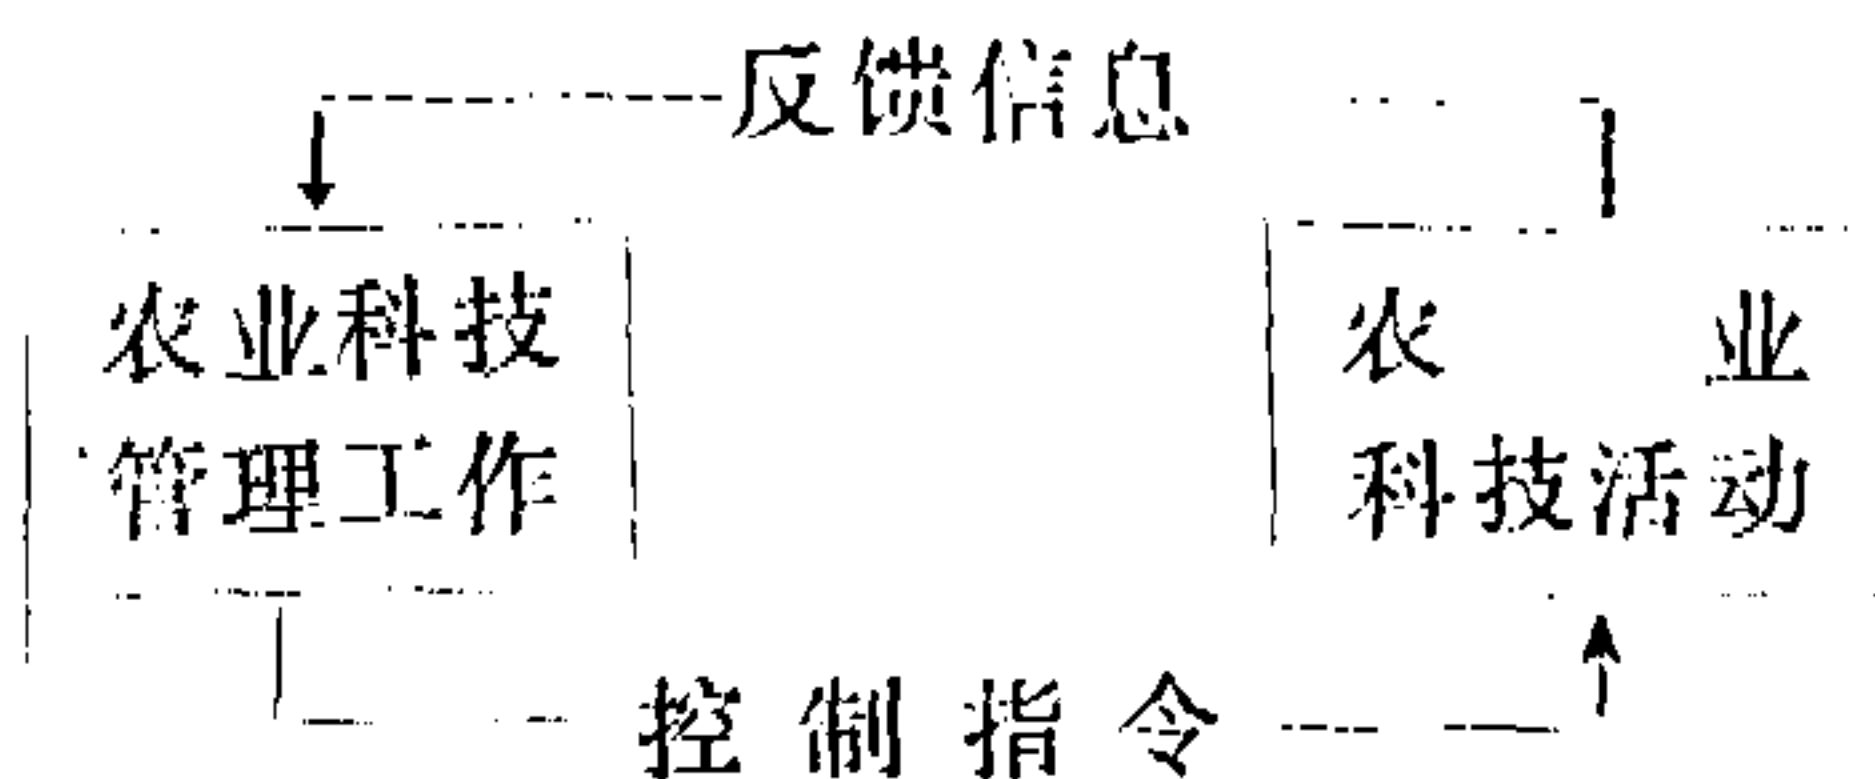 反馈信息
农业科技
管理工作
农业
科技活动
控制指令